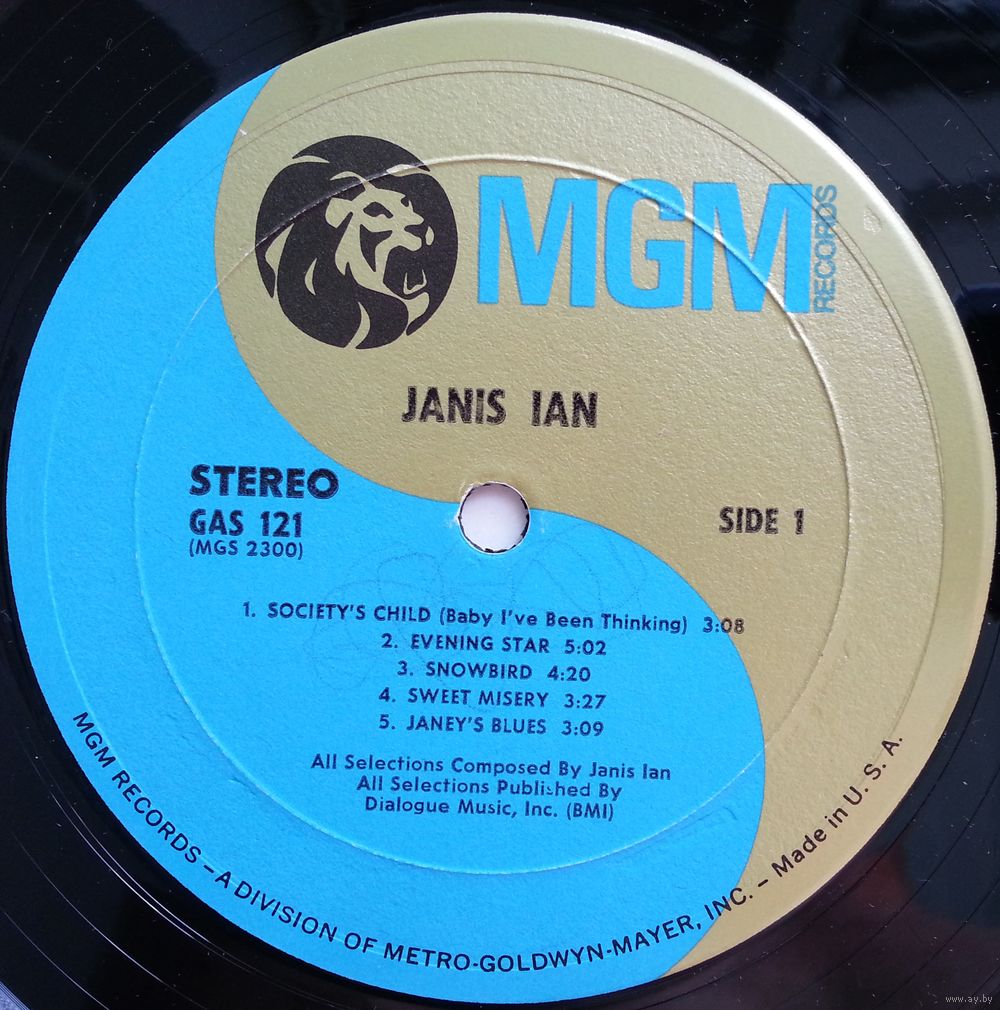 MGM
RECORDS
JANIS IAN
STEREO
GAS 121
(MGS 2300)
SIDE 1
1. SOCIETY'S CHILD (Baby I've Been Thinking) 3:08
2. EVENING STAR 5:02
3. SNOWBIRD 4:20
4. SWEET MISERY 3:27
5. JANEY'S BLUES 3:09
All Selections Composed By Janis Ian
All Selections Published By
Dialogue Music, Inc. (BMI)
MGM RECORDS – A DIVISION OF METRO-GOLDWYN-MAYER, INC. – Made in U. S. A.
www.ay.by